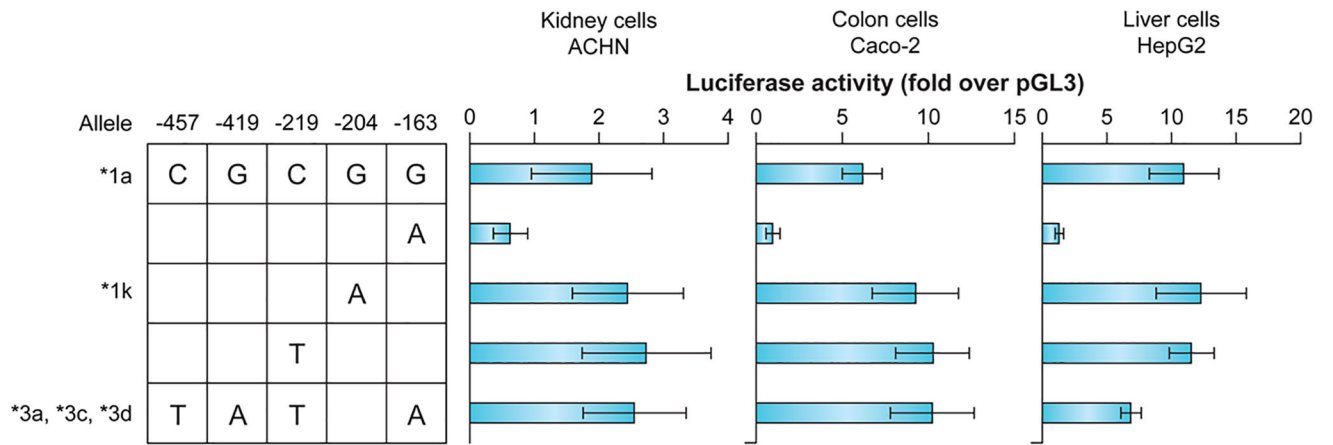 Kidney cells
ACHN
Colon cells
Caco-2
Liver cells
HepG2
Luciferase activity (fold over pGL3)
Allele -457 -419 -219 -204 -163
0 1 2 3 4
0 5 10 15
0 5 10 15 20
*1a C G C G G
A
*1k A
T
*3a, *3c, *3d T A T A